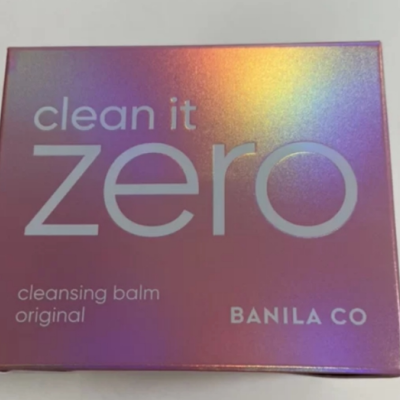 clean it
zero
cleansing balm
original
BANILA CO